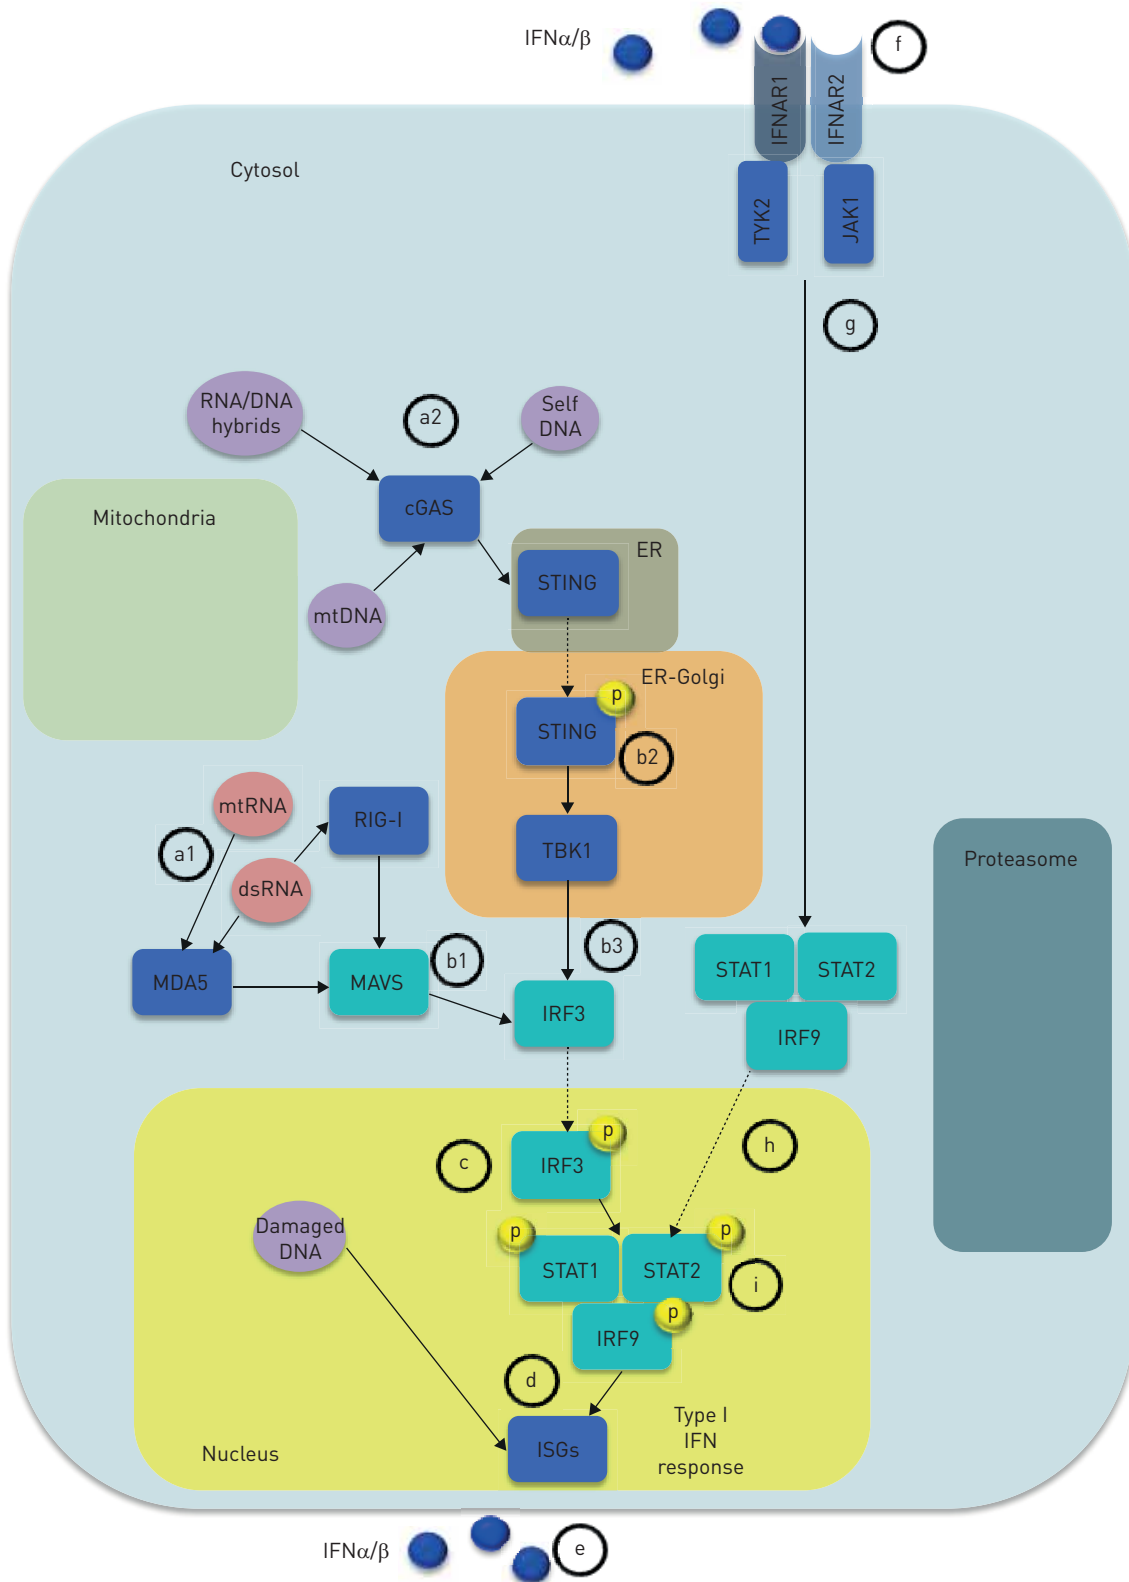 IFNα/β
f
IFNAR1
IFNAR2
Cytosol
TYK2
JAK1
g
RNA/DNA
hybrids
a2
Self
DNA
cGAS
Mitochondria
ER
STING
mtDNA
ER-Golgi
p
STING
b2
mtRNA
RIG-I
a1
TBK1
Proteasome
dsRNA
b3
b1
STAT1
STAT2
MDA5
MAVS
IRF3
IRF9
p
c
IRF3
h
Damaged
DNA
p
p
STAT1
STAT2
i
p
IRF9
d
Type I
IFN
response
ISGs
Nucleus
IFNα/β
e